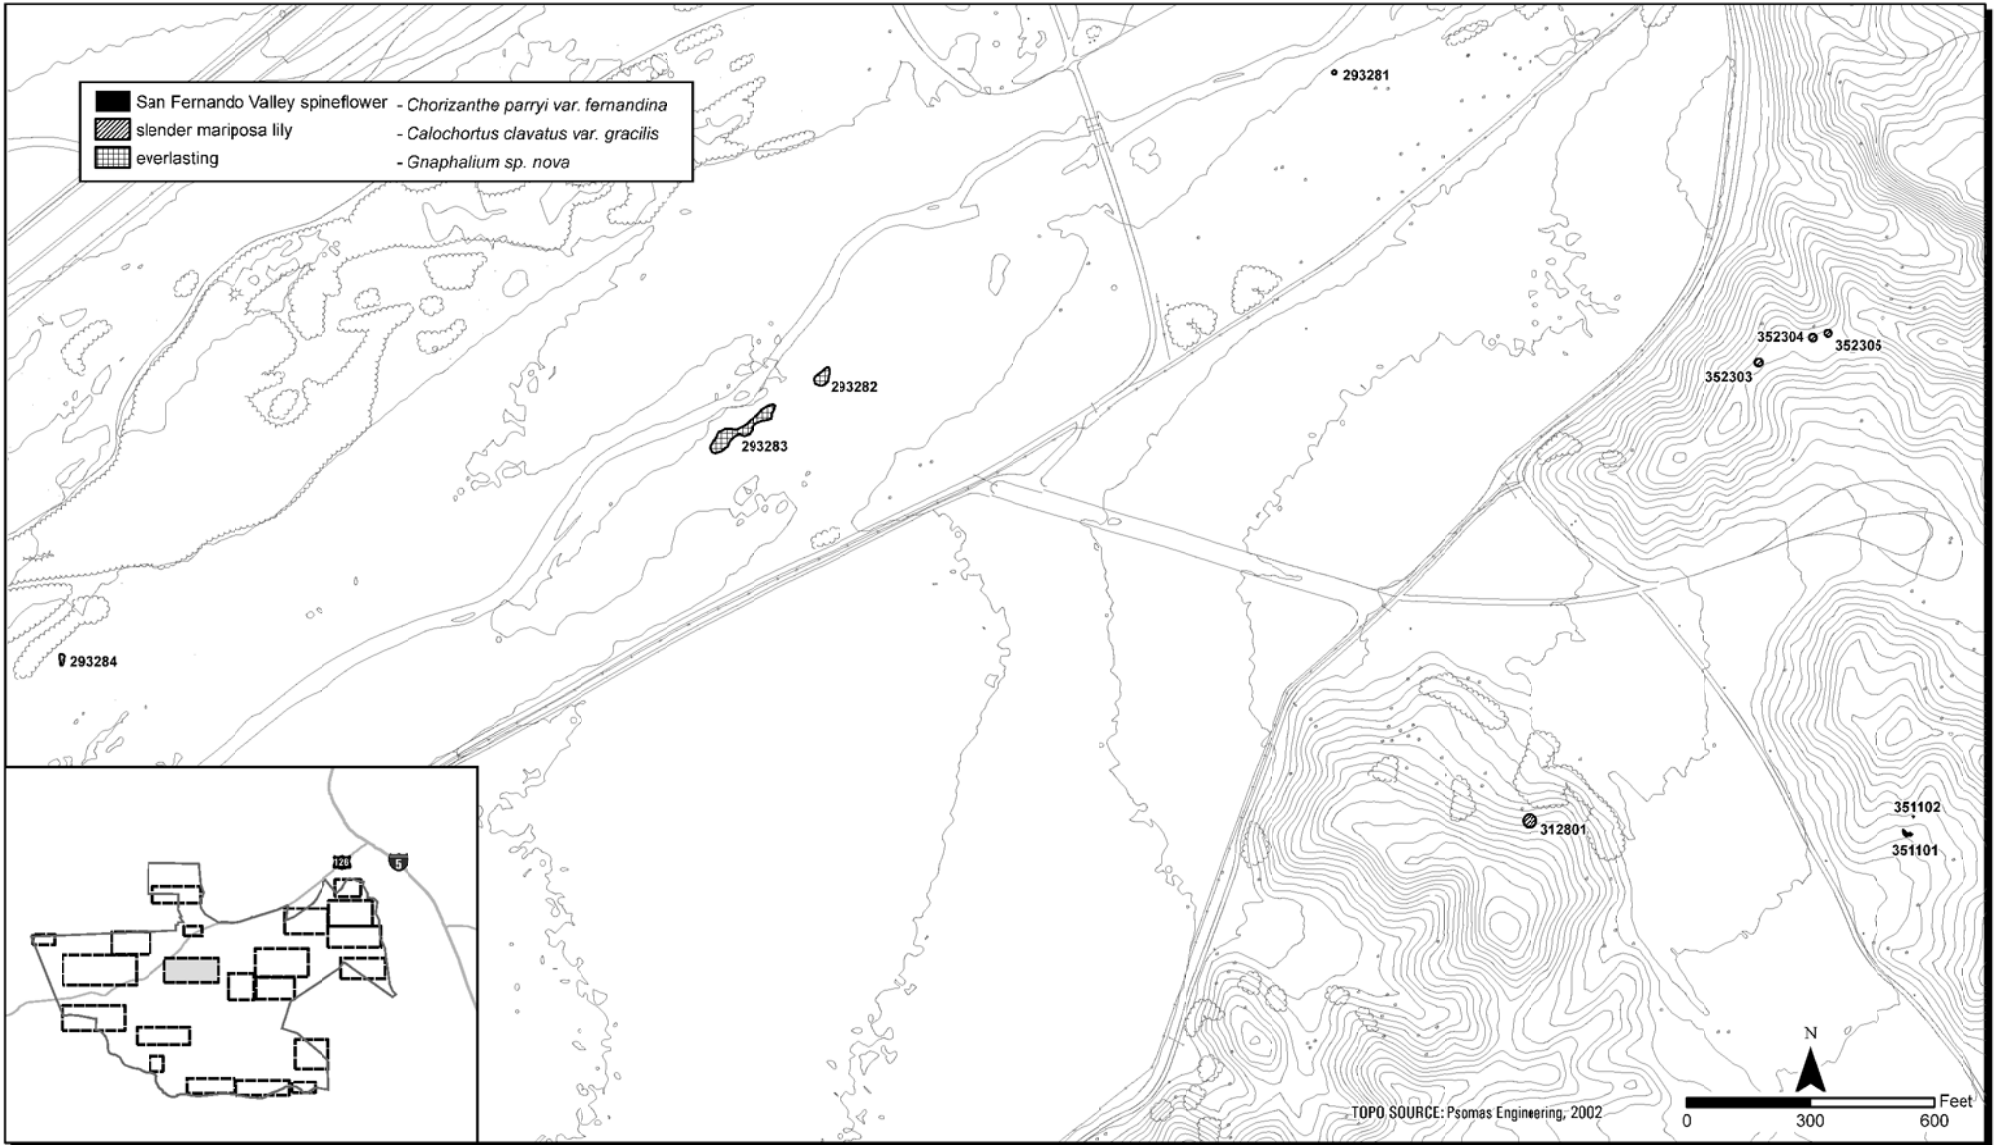 293281
San Fernando Valley spineflower - Chorizanthe parryi var. fernandina
slender mariposa lily - Calochortus clavatus var. gracilis
everlasting - Gnaphalium sp. nova
352304
352305
352303
293282
293283
293284
351102
312801
351101
126
5
N
TOPO SOURCE: Psomas Engineering, 2002
Feet
0 300 600